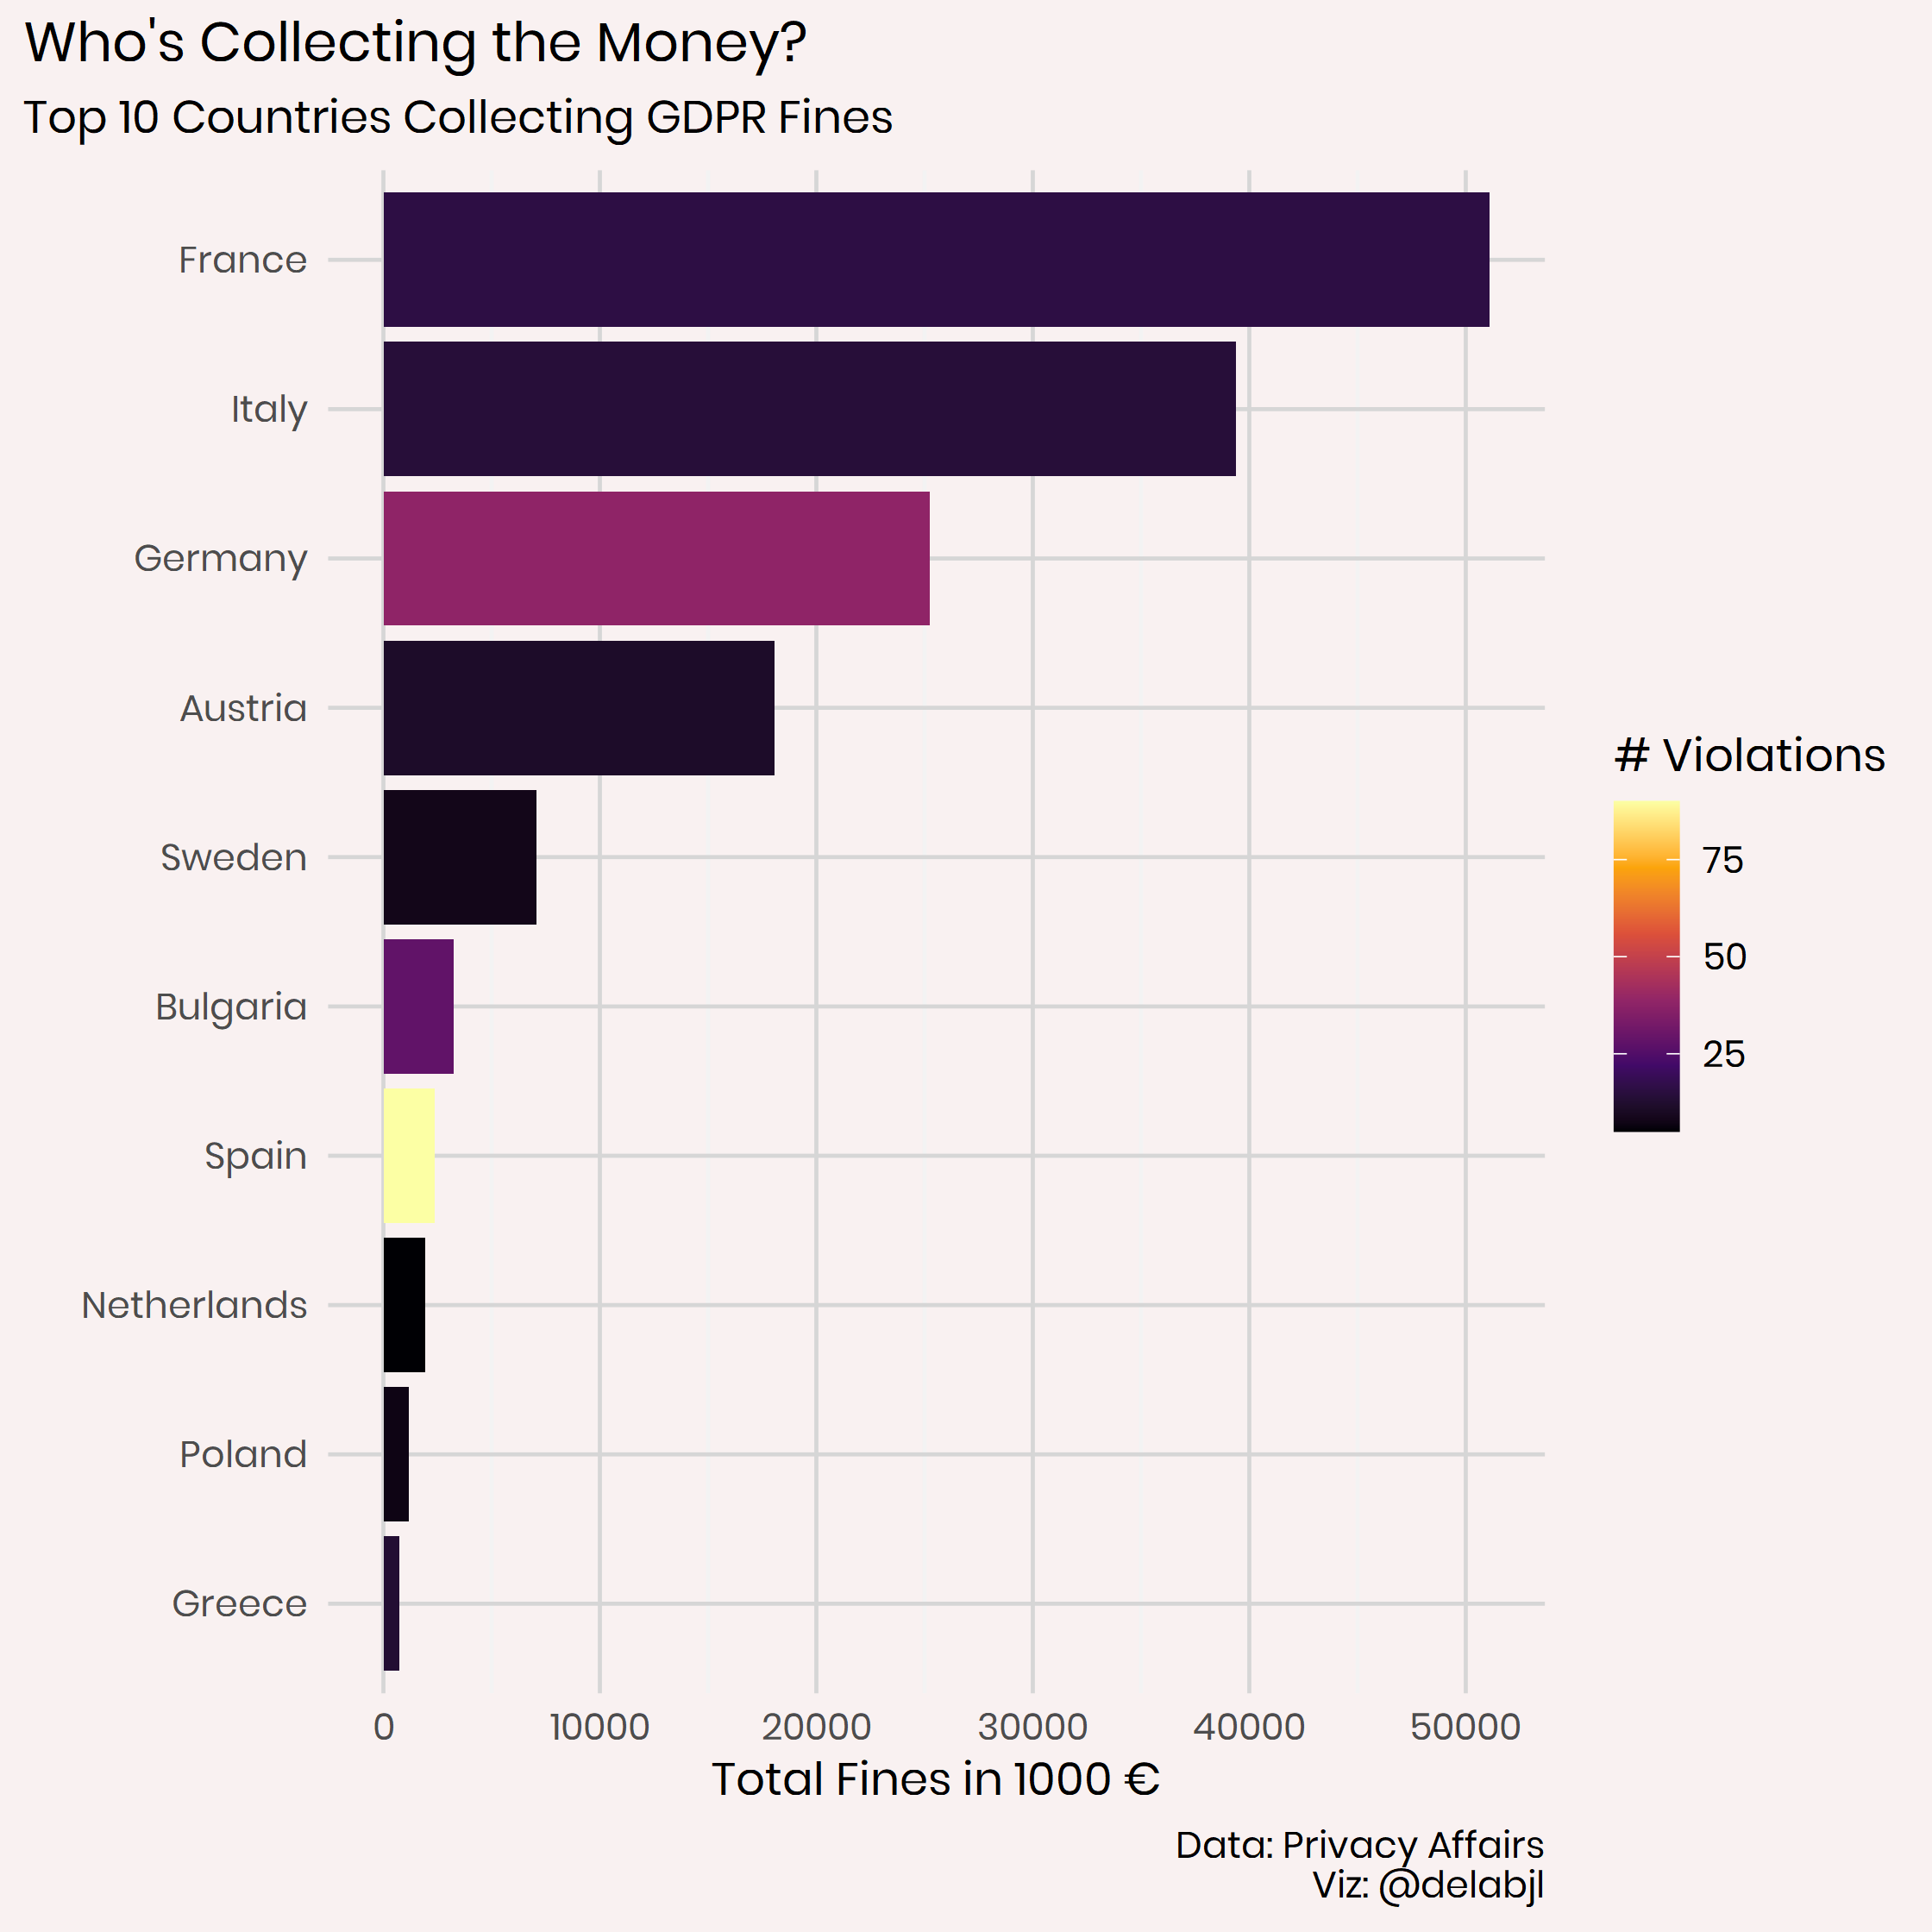 Who's Collecting the Money?
Top 10 Countries Collecting GDPR Fines
France
Italy
Germany
Austria
Sweden
Bulgaria
Spain
Netherlands
Poland
Greece
0 10000 20000 30000 40000 50000
Total Fines in 1000 €
# Violations
75
50
25
Data: Privacy Affairs
Viz: @delabjl